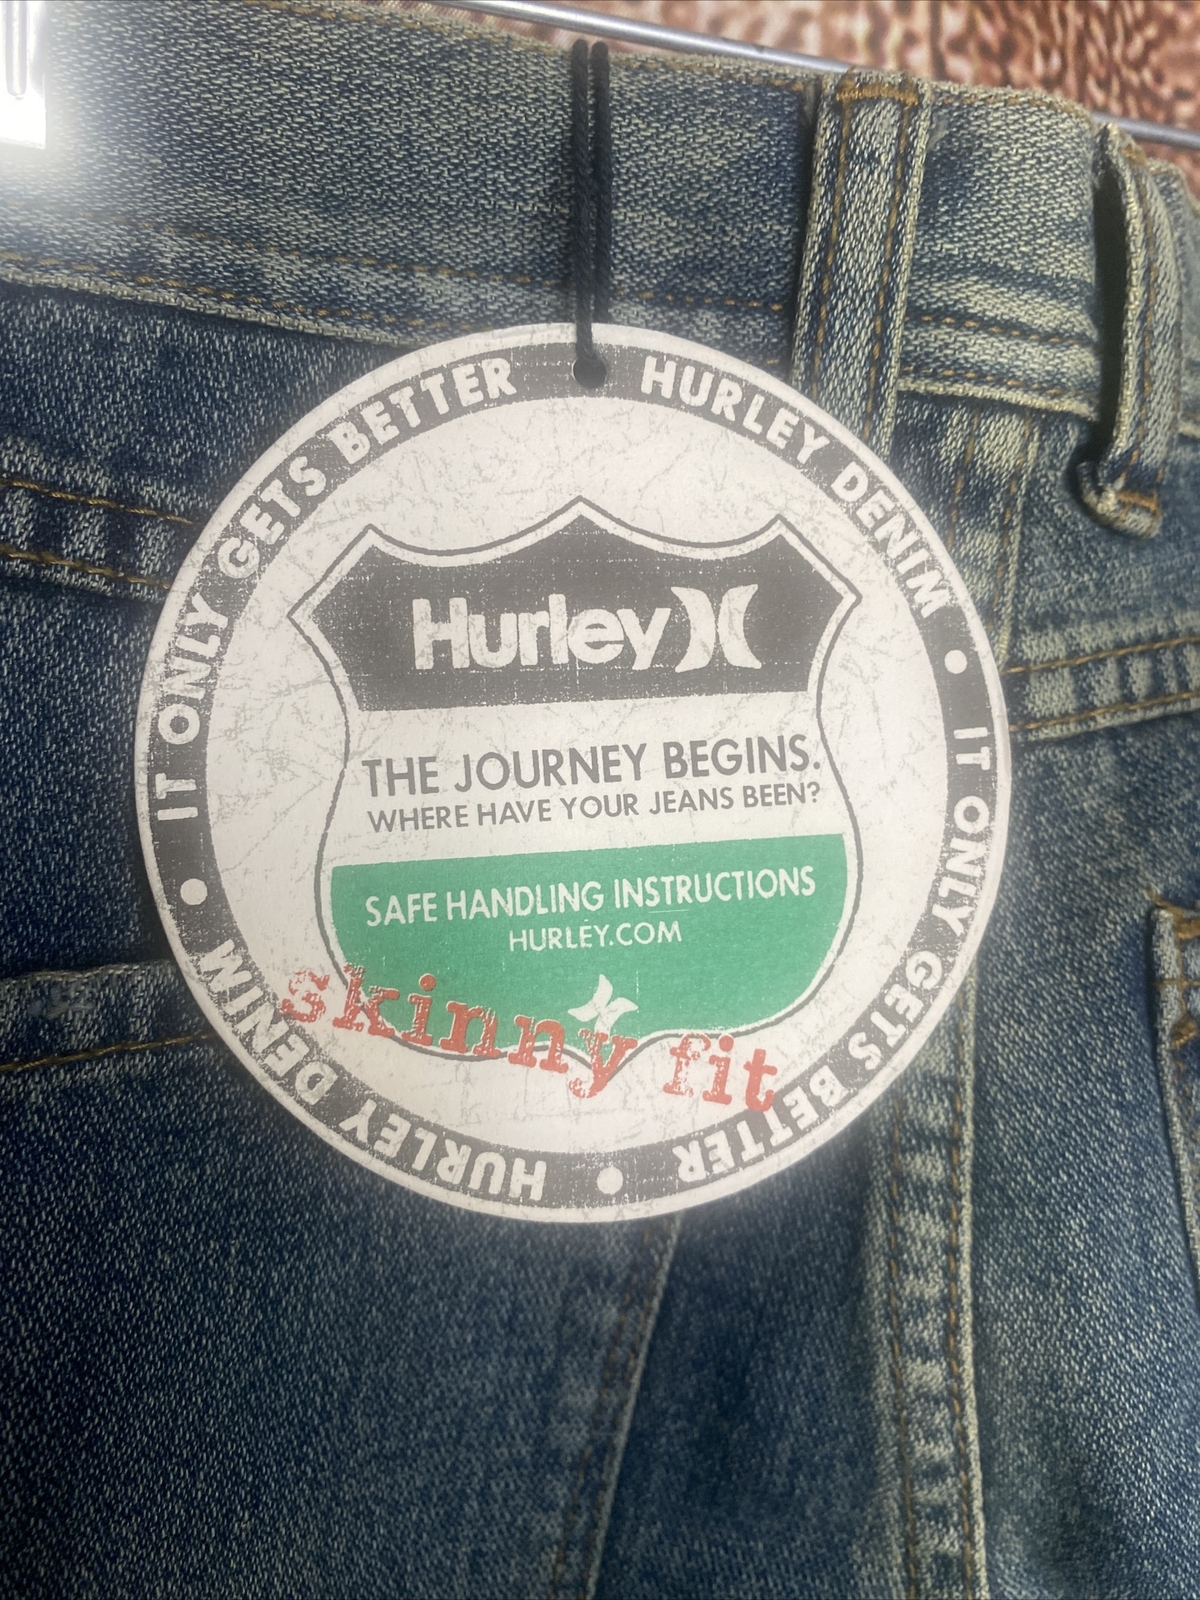 IT ONLY GETS BETTER
HURLEY DENIM • IT ONLY GETS BETTER • HURLEY DENIM •
Hurley
THE JOURNEY BEGINS.
WHERE HAVE YOUR JEANS BEEN?
SAFE HANDLING INSTRUCTIONS
HURLEY.COM
skinny fit